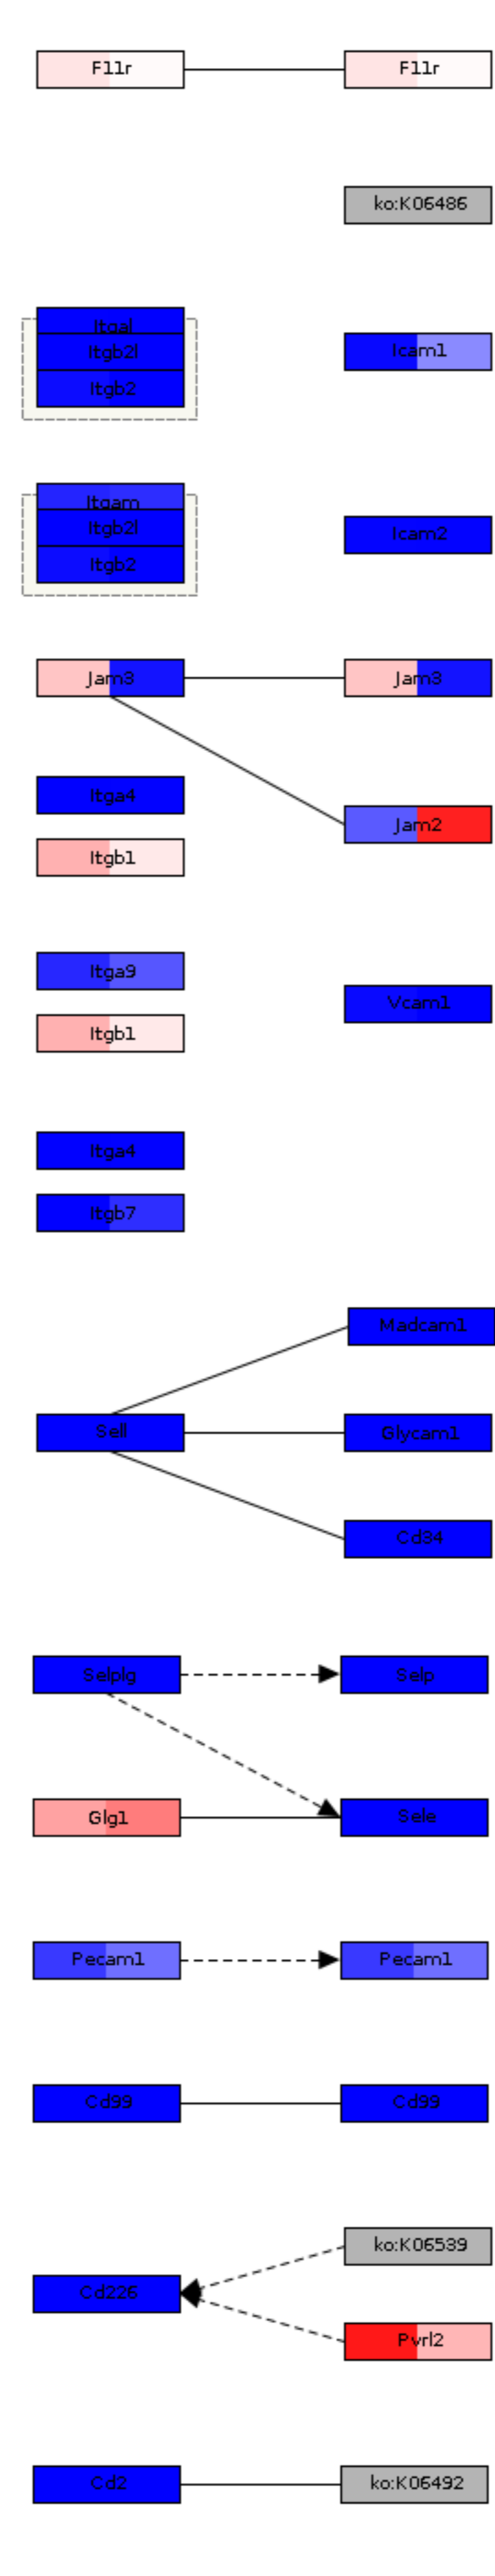 F11r F11r
ko:K06486
Itgal
Itgb2l Icam1
Itgb2
Itgam
Itgb2l Icam2
Itgb2
Jam3 Jam3
Itga4
Jam2
Itgb1
Itga9
Vcam1
Itgb1
Itga4
Itgb7
Madcam1
Sell Glycam1
Cd34
Selplg Selp
Glg1 Sele
Pecam1 Pecam1
Cd99 Cd99
ko:K06539
Cd226
Pvrl2
Cd2 ko:K06492